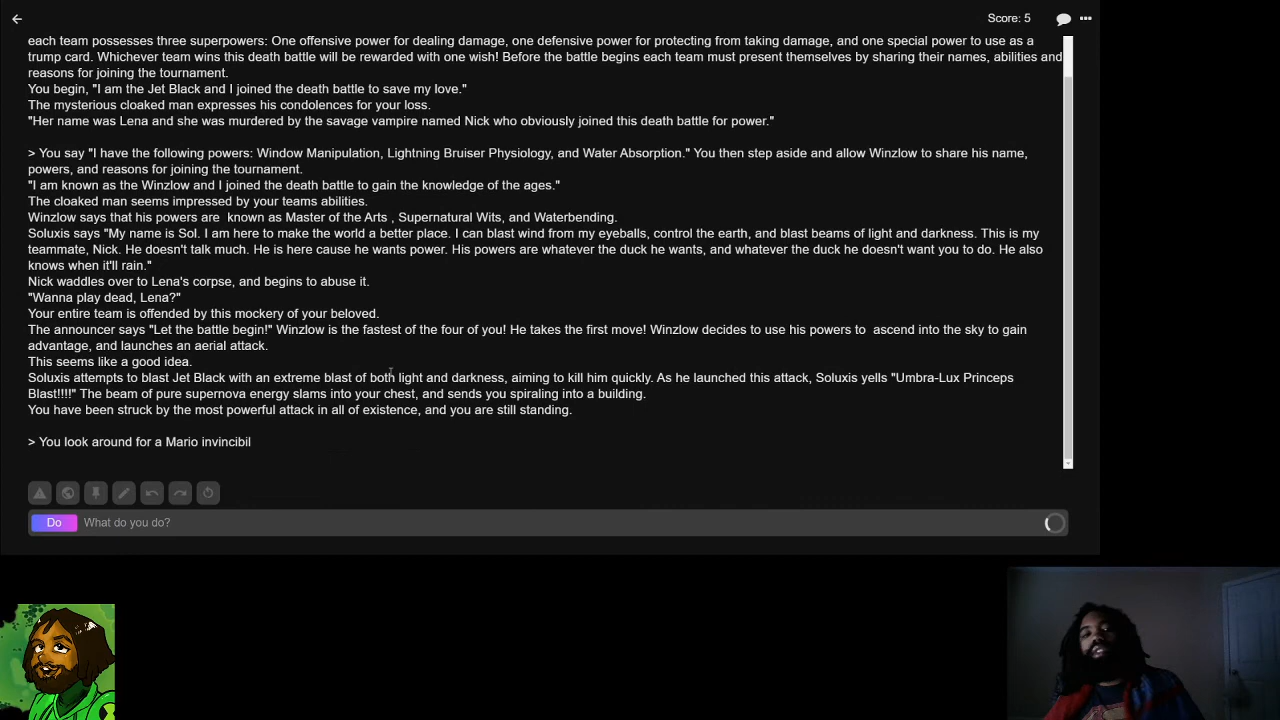 Score: 5
each team possesses three superpowers: One offensive power for dealing damage, one defensive power for protecting from taking damage, and one special power to use as a
trump card. Whichever team wins this death battle will be rewarded with one wish! Before the battle begins each team must present themselves by sharing their names, abilities and
reasons for joining the tournament.
You begin, "I am the Jet Black and I joined the death battle to save my love."
The mysterious cloaked man expresses his condolences for your loss.
"Her name was Lena and she was murdered by the savage vampire named Nick who obviously joined this death battle for power."
> You say "I have the following powers: Window Manipulation, Lightning Bruiser Physiology, and Water Absorption." You then step aside and allow Winzlow to share his name,
powers, and reasons for joining the tournament.
"I am known as the Winzlow and I joined the death battle to gain the knowledge of the ages."
The cloaked man seems impressed by your teams abilities.
Winzlow says that his powers are  known as Master of the Arts , Supernatural Wits, and Waterbending.
Soluxis says "My name is Sol. I am here to make the world a better place. I can blast wind from my eyeballs, control the earth, and blast beams of light and darkness. This is my
teammate, Nick. He doesn't talk much. He is here cause he wants power. His powers are whatever the duck he wants, and whatever the duck he doesn't want you to do. He also
knows when it'll rain."
Nick waddles over to Lena's corpse, and begins to abuse it.
"Wanna play dead, Lena?"
Your entire team is offended by this mockery of your beloved.
The announcer says "Let the battle begin!" Winzlow is the fastest of the four of you! He takes the first move! Winzlow decides to use his powers to  ascend into the sky to gain
advantage, and launches an aerial attack.
This seems like a good idea.
Soluxis attempts to blast Jet Black with an extreme blast of both light and darkness, aiming to kill him quickly. As he launched this attack, Soluxis yells "Umbra-Lux Princeps
Blast!!!!" The beam of pure supernova energy slams into your chest, and sends you spiraling into a building.
You have been struck by the most powerful attack in all of existence, and you are still standing.
> You look around for a Mario invincibil
Do What do you do?